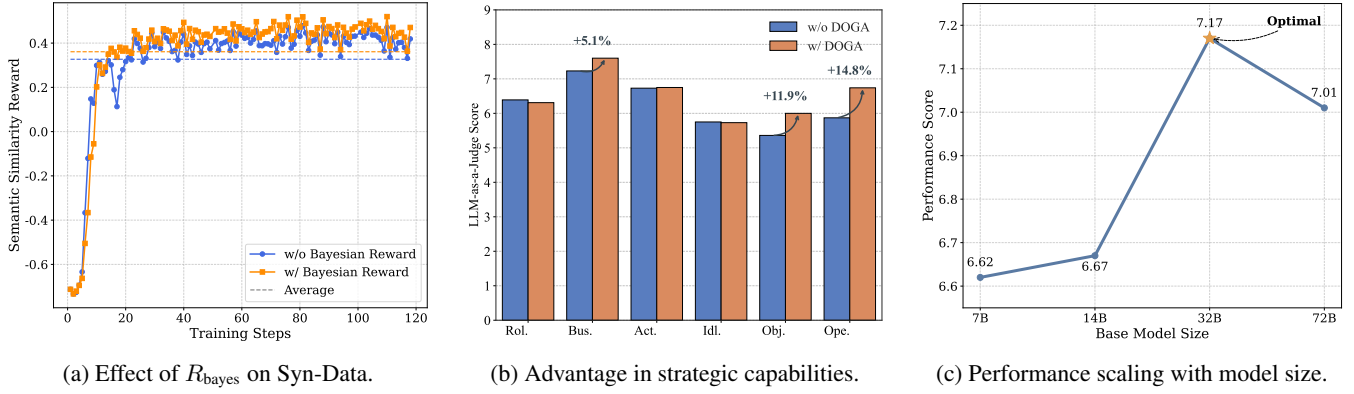 Semantic Similarity Reward
0.4
0.2
0.0
-0.2
-0.4
-0.6
w/o Bayesian Reward
w/ Bayesian Reward
Average
0 20 40 60 80 100 120
Training Steps
(a) Effect of R_bayes on Syn-Data.
LLM-as-a-Judge Score
9
8
7
6
5
4
3
2
1
0
w/o DOGA
w/ DOGA
+5.1%
+11.9%
+14.8%
Rol. Bus. Act. Idl. Obj. Ope.
(b) Advantage in strategic capabilities.
Performance Score
7.2
7.1
7.0
6.9
6.8
6.7
6.6
7.17
Optimal
7.01
6.62
6.67
7B 14B 32B 72B
Base Model Size
(c) Performance scaling with model size.